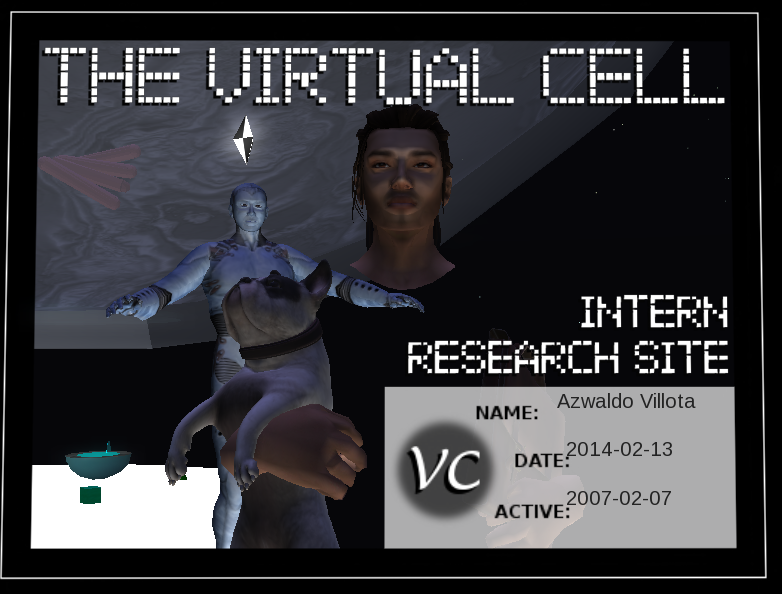 THE VIRTUAL CELL
INTERN
RESEARCH SITE
NAME: Azwaldo Villota
VC
DATE: 2014-02-13
ACTIVE: 2007-02-07